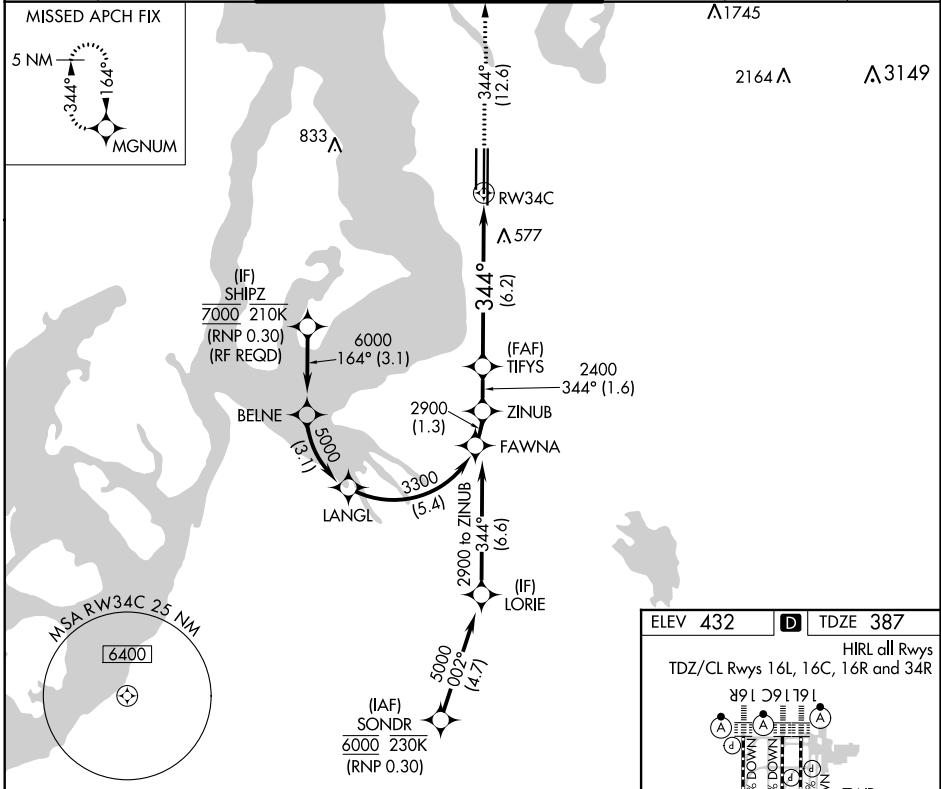 MISSED APCH FIX
5 NM
344°
164°
MGNUM
1745
2164
3149
833
344°
(12.6)
RW34C
577
344°
(6.2)
(IF)
SHIPZ
7000 210K
(RNP 0.30)
(RF REQD)
6000
164° (3.1)
(FAF)
TIFYS
2400
344° (1.6)
BELNE
2900
(1.3)
ZINUB
FAWNA
5000
(3.1)
3300
(5.4)
LANGL
2900 to ZINUB
344°
(6.6)
(IF)
LORIE
MSA RW34C 25 NM
6400
5000
002°
(4.7)
(IAF)
SONDR
6000 230K
(RNP 0.30)
ELEV 432
D
TDZE 387
HIRL all Rwys
TDZ/CL Rwys 16L, 16C, 16R and 34R
16R
16C
16L
A
A
A
P
P
P
% DOWN
% DOWN